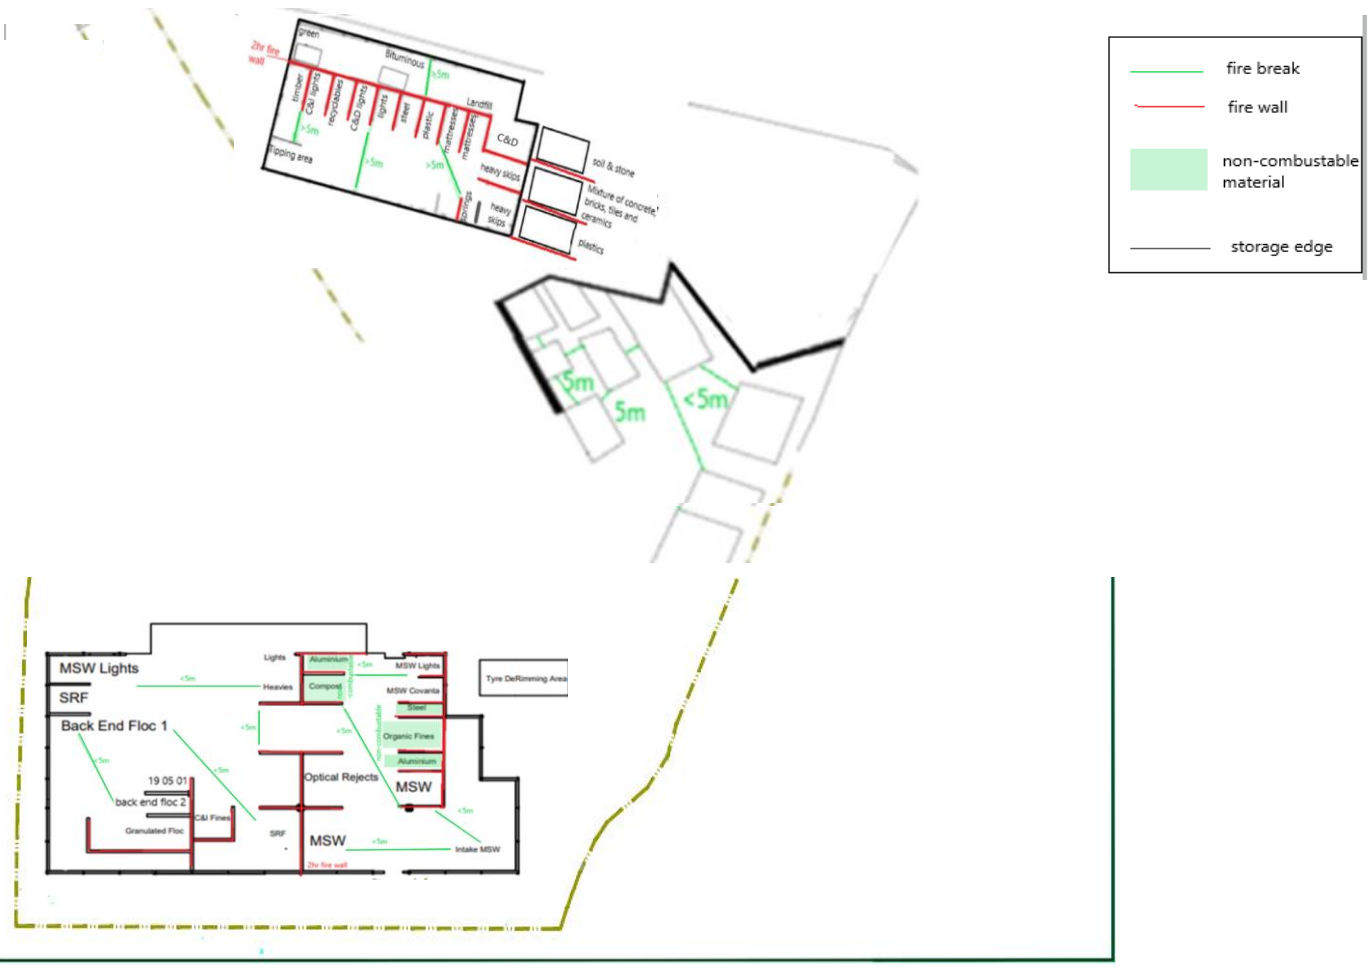 green
2hr fire
wall
Bituminous
>5m
timber
C&I lights
recyclables
C&D lights
lights
steel
plastic
mattresses
mattresses
Landfill
C&D
>5m
>5m
>5m
Tipping area
heavy skips
springs
heavy
skips
soil & stone
Mixture of concrete,
bricks, tiles and
ceramics
plastics
fire break
fire wall
non-combustable
material
storage edge
5m
5m
<5m
MSW Lights
SRF
Back End Floc 1
<5m
Lights
Heavies
Aluminium
Compost
non
-combustable
<5m
MSW Lights
MSW Covanta
Steel
Organic Fines
Aluminium
non-combustable
MSW
Tyre DeRimming Area
<5m
<5m
<5m
<5m
19 05 01
back end floc 2
Granulated Floc
C&I Fines
SRF
Optical Rejects
MSW
<5m
<5m
Intake MSW
2hr fire wall